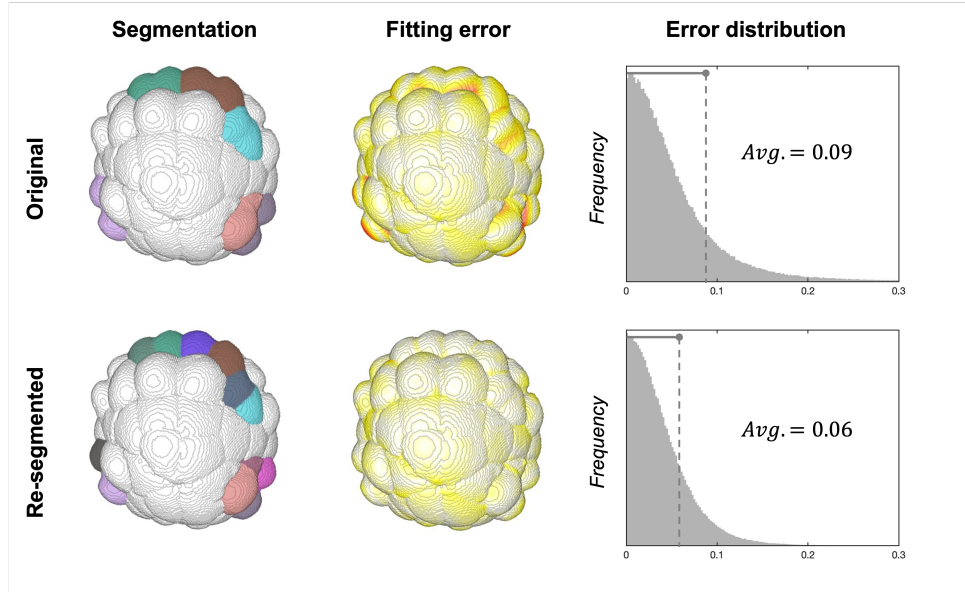 Segmentation
Fitting error
Error distribution
Original
Frequency
Avg. = 0.09
0
0.1
0.2
0.3
Re-segmented
Frequency
Avg. = 0.06
0
0.1
0.2
0.3